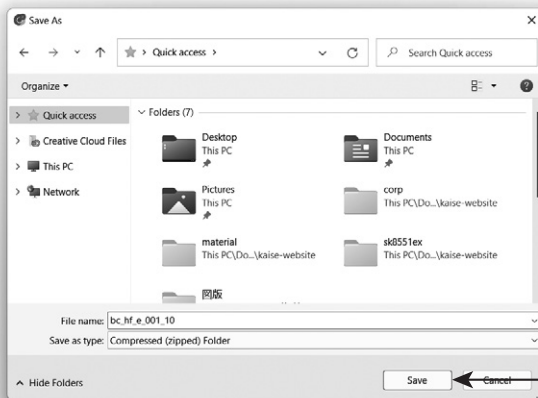 Save As
Quick access
Search Quick access
Organize
Quick access
Creative Cloud Files
This PC
Network
Folders (7)
Desktop
This PC
Documents
This PC
Pictures
This PC
corp
This PC\Do...\kaise-website
material
This PC\Do...\kaise-website
sk8551ex
This PC\Do...\kaise-website
図版
File name: bc_hf_e_001_10
Save as type: Compressed (zipped) Folder
Hide Folders
Save
Cancel